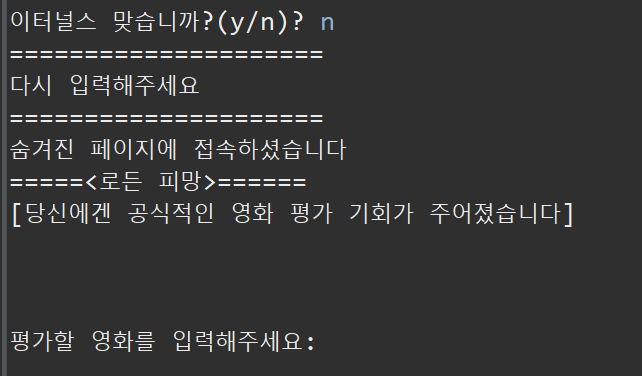 이터널스 맞습니까?(y/n)? n
=====================
다시 입력해주세요
=====================
숨겨진 페이지에 접속하셨습니다
=====<로든 피망>======
[당신에겐 공식적인 영화 평가 기회가 주어졌습니다]
평가할 영화를 입력해주세요: